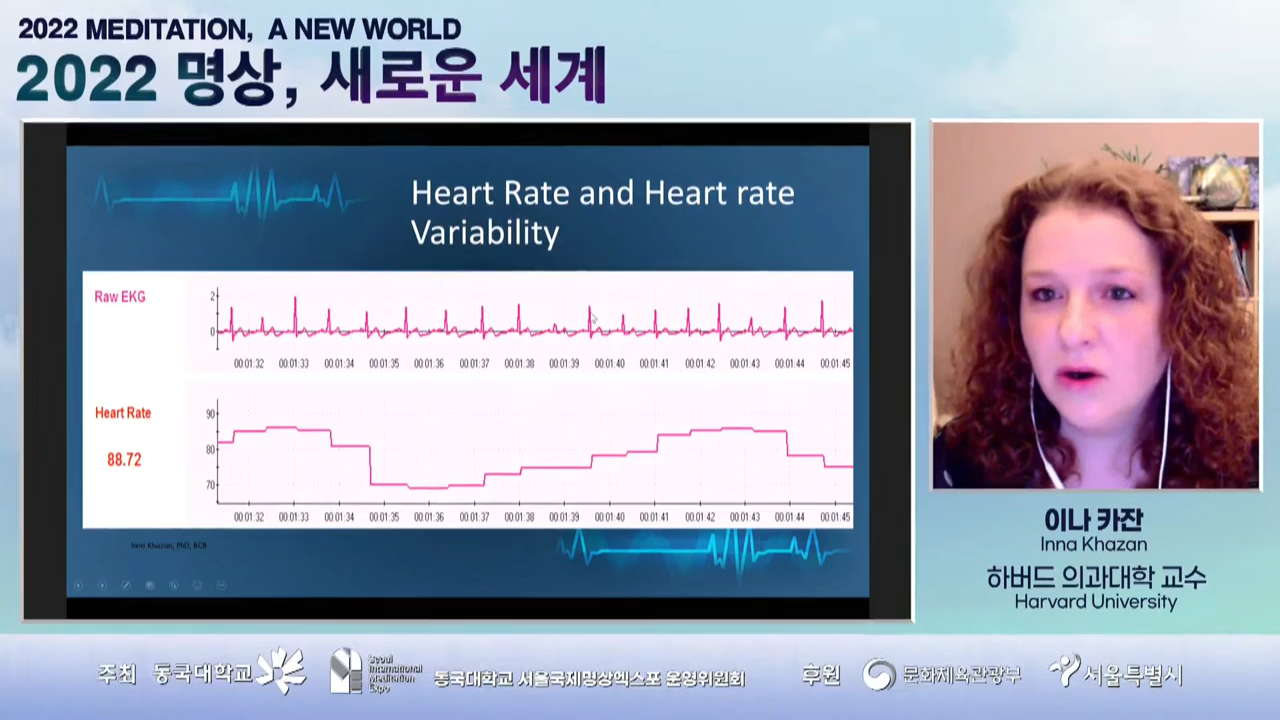 2022 MEDITATION, A NEW WORLD
2022 명상, 새로운 세계
Heart Rate and Heart rate
Variability
Raw EKG
2
0
00:01:32 00:01:33 00:01:34 00:01:35 00:01:36 00:01:37 00:01:38 00:01:39 00:01:40 00:01:41 00:01:42 00:01:43 00:01:44 00:01:45
Heart Rate
88.72
90
80
70
00:01:32 00:01:33 00:01:34 00:01:35 00:01:36 00:01:37 00:01:38 00:01:39 00:01:40 00:01:41 00:01:42 00:01:43 00:01:44 00:01:45
Inna Khazan, PhD, BCB
이나 카잔
Inna Khazan
하버드 의과대학 교수
Harvard University
주최 동국대학교
Seoul
International
Meditation
Expo
동국대학교 서울국제명상엑스포 운영위원회
후원 문화체육관광부 서울특별시